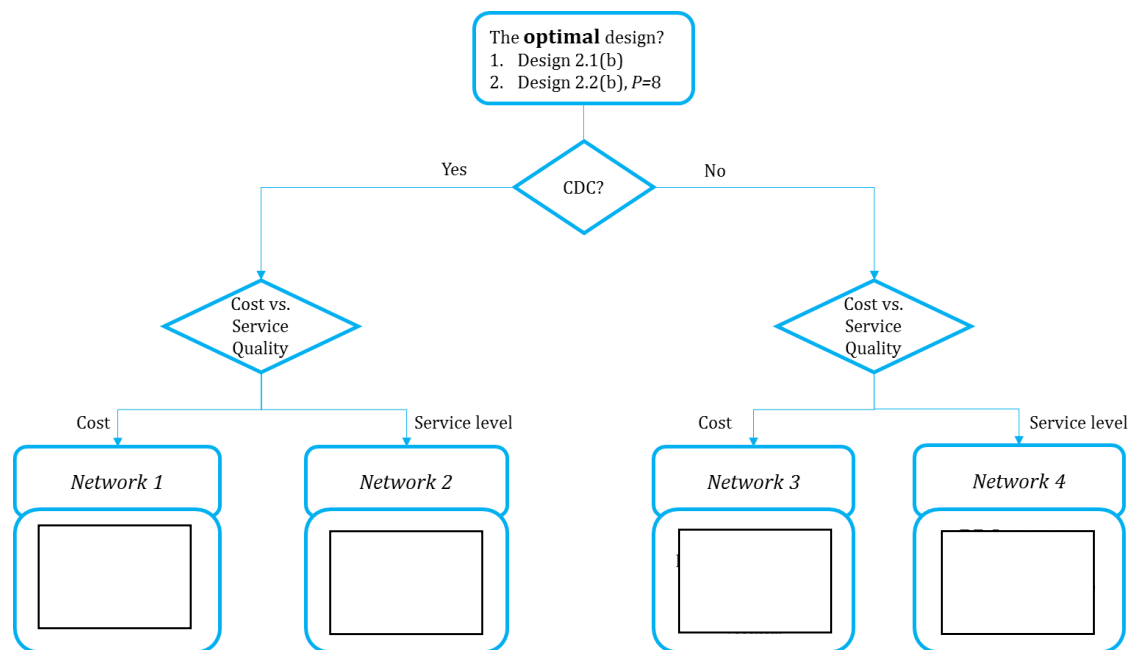 The optimal design?
1. Design 2.1(b)
2. Design 2.2(b), P=8
Yes
CDC?
No
Cost vs.
Service
Quality
Cost vs.
Service
Quality
Cost
Service level
Cost
Service level
Network 1
Network 2
Network 3
Network 4